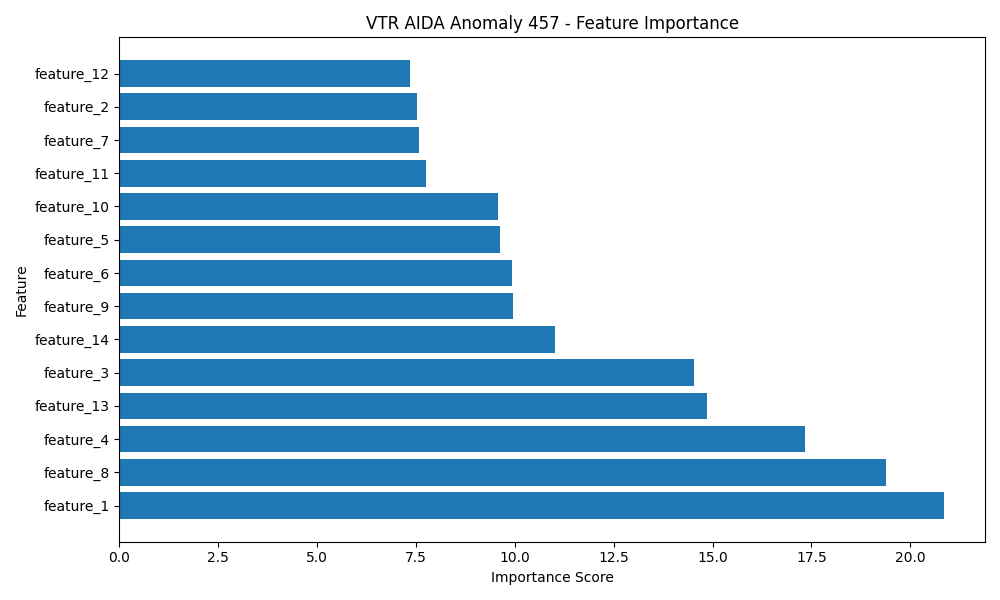 VTR AIDA Anomaly 457 - Feature Importance
feature_12
feature_2
feature_7
feature_11
feature_10
feature_5
feature_6
feature_9
feature_14
feature_3
feature_13
feature_4
feature_8
feature_1
Feature
0.0 2.5 5.0 7.5 10.0 12.5 15.0 17.5 20.0
Importance Score